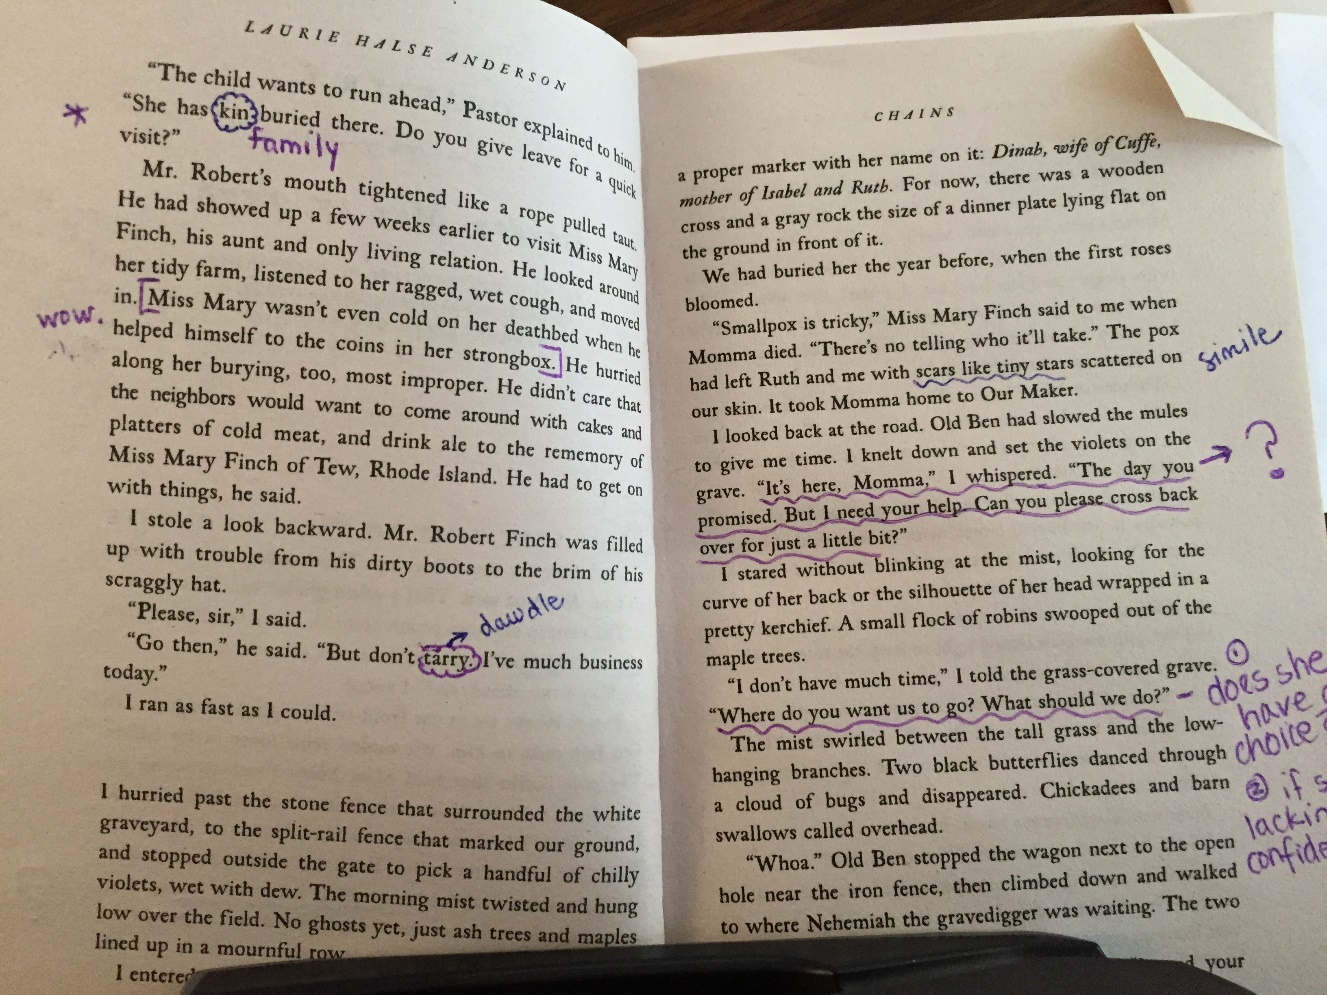 LAURIE HALSE ANDERSON
“The child wants to run ahead,” Pastor explained to him.
* “She has kin buried there. Do you give leave for a quick
family
visit?”
Mr. Robert’s mouth tightened like a rope pulled taut.
He had showed up a few weeks earlier to visit Miss Mary
Finch, his aunt and only living relation. He looked around
her tidy farm, listened to her ragged, wet cough, and moved
in. [Miss Mary wasn’t even cold on her deathbed when he
wow.
helped himself to the coins in her strongbox.] He hurried
along her burying, too, most improper. He didn’t care that
the neighbors would want to come around with cakes and
platters of cold meat, and drink ale to the rememory of
Miss Mary Finch of Tew, Rhode Island. He had to get on
with things, he said.
I stole a look backward. Mr. Robert Finch was filled
up with trouble from his dirty boots to the brim of his
scraggly hat.
“Please, sir,” I said.
dawdle
“Go then,” he said. “But don’t tarry. I’ve much business
today.”
I ran as fast as I could.
I hurried past the stone fence that surrounded the white
graveyard, to the split-rail fence that marked our ground,
and stopped outside the gate to pick a handful of chilly
violets, wet with dew. The morning mist twisted and hung
low over the field. No ghosts yet, just ash trees and maples
lined up in a mournful row.
I entered
CHAINS
a proper marker with her name on it: Dinah, wife of Cuffe,
mother of Isabel and Ruth. For now, there was a wooden
cross and a gray rock the size of a dinner plate lying flat on
the ground in front of it.
We had buried her the year before, when the first roses
bloomed.
“Smallpox is tricky,” Miss Mary Finch said to me when
Momma died. “There’s no telling who it’ll take.” The pox
had left Ruth and me with scars like tiny stars scattered on
simile
our skin. It took Momma home to Our Maker.
I looked back at the road. Old Ben had slowed the mules
to give me time. I knelt down and set the violets on the
grave. “It’s here, Momma,” I whispered. “The day you → ?
promised. But I need your help. Can you please cross back
over for just a little bit?”
I stared without blinking at the mist, looking for the
curve of her back or the silhouette of her head wrapped in a
pretty kerchief. A small flock of robins swooped out of the
maple trees.
“I don’t have much time,” I told the grass-covered grave.
“Where do you want us to go? What should we do?”
The mist swirled between the tall grass and the low-
hanging branches. Two black butterflies danced through
a cloud of bugs and disappeared. Chickadees and barn
swallows called overhead.
“Whoa.” Old Ben stopped the wagon next to the open
hole near the iron fence, then climbed down and walked
to where Nehemiah the gravedigger was waiting. The two
your
① – does she
have
choice
② if